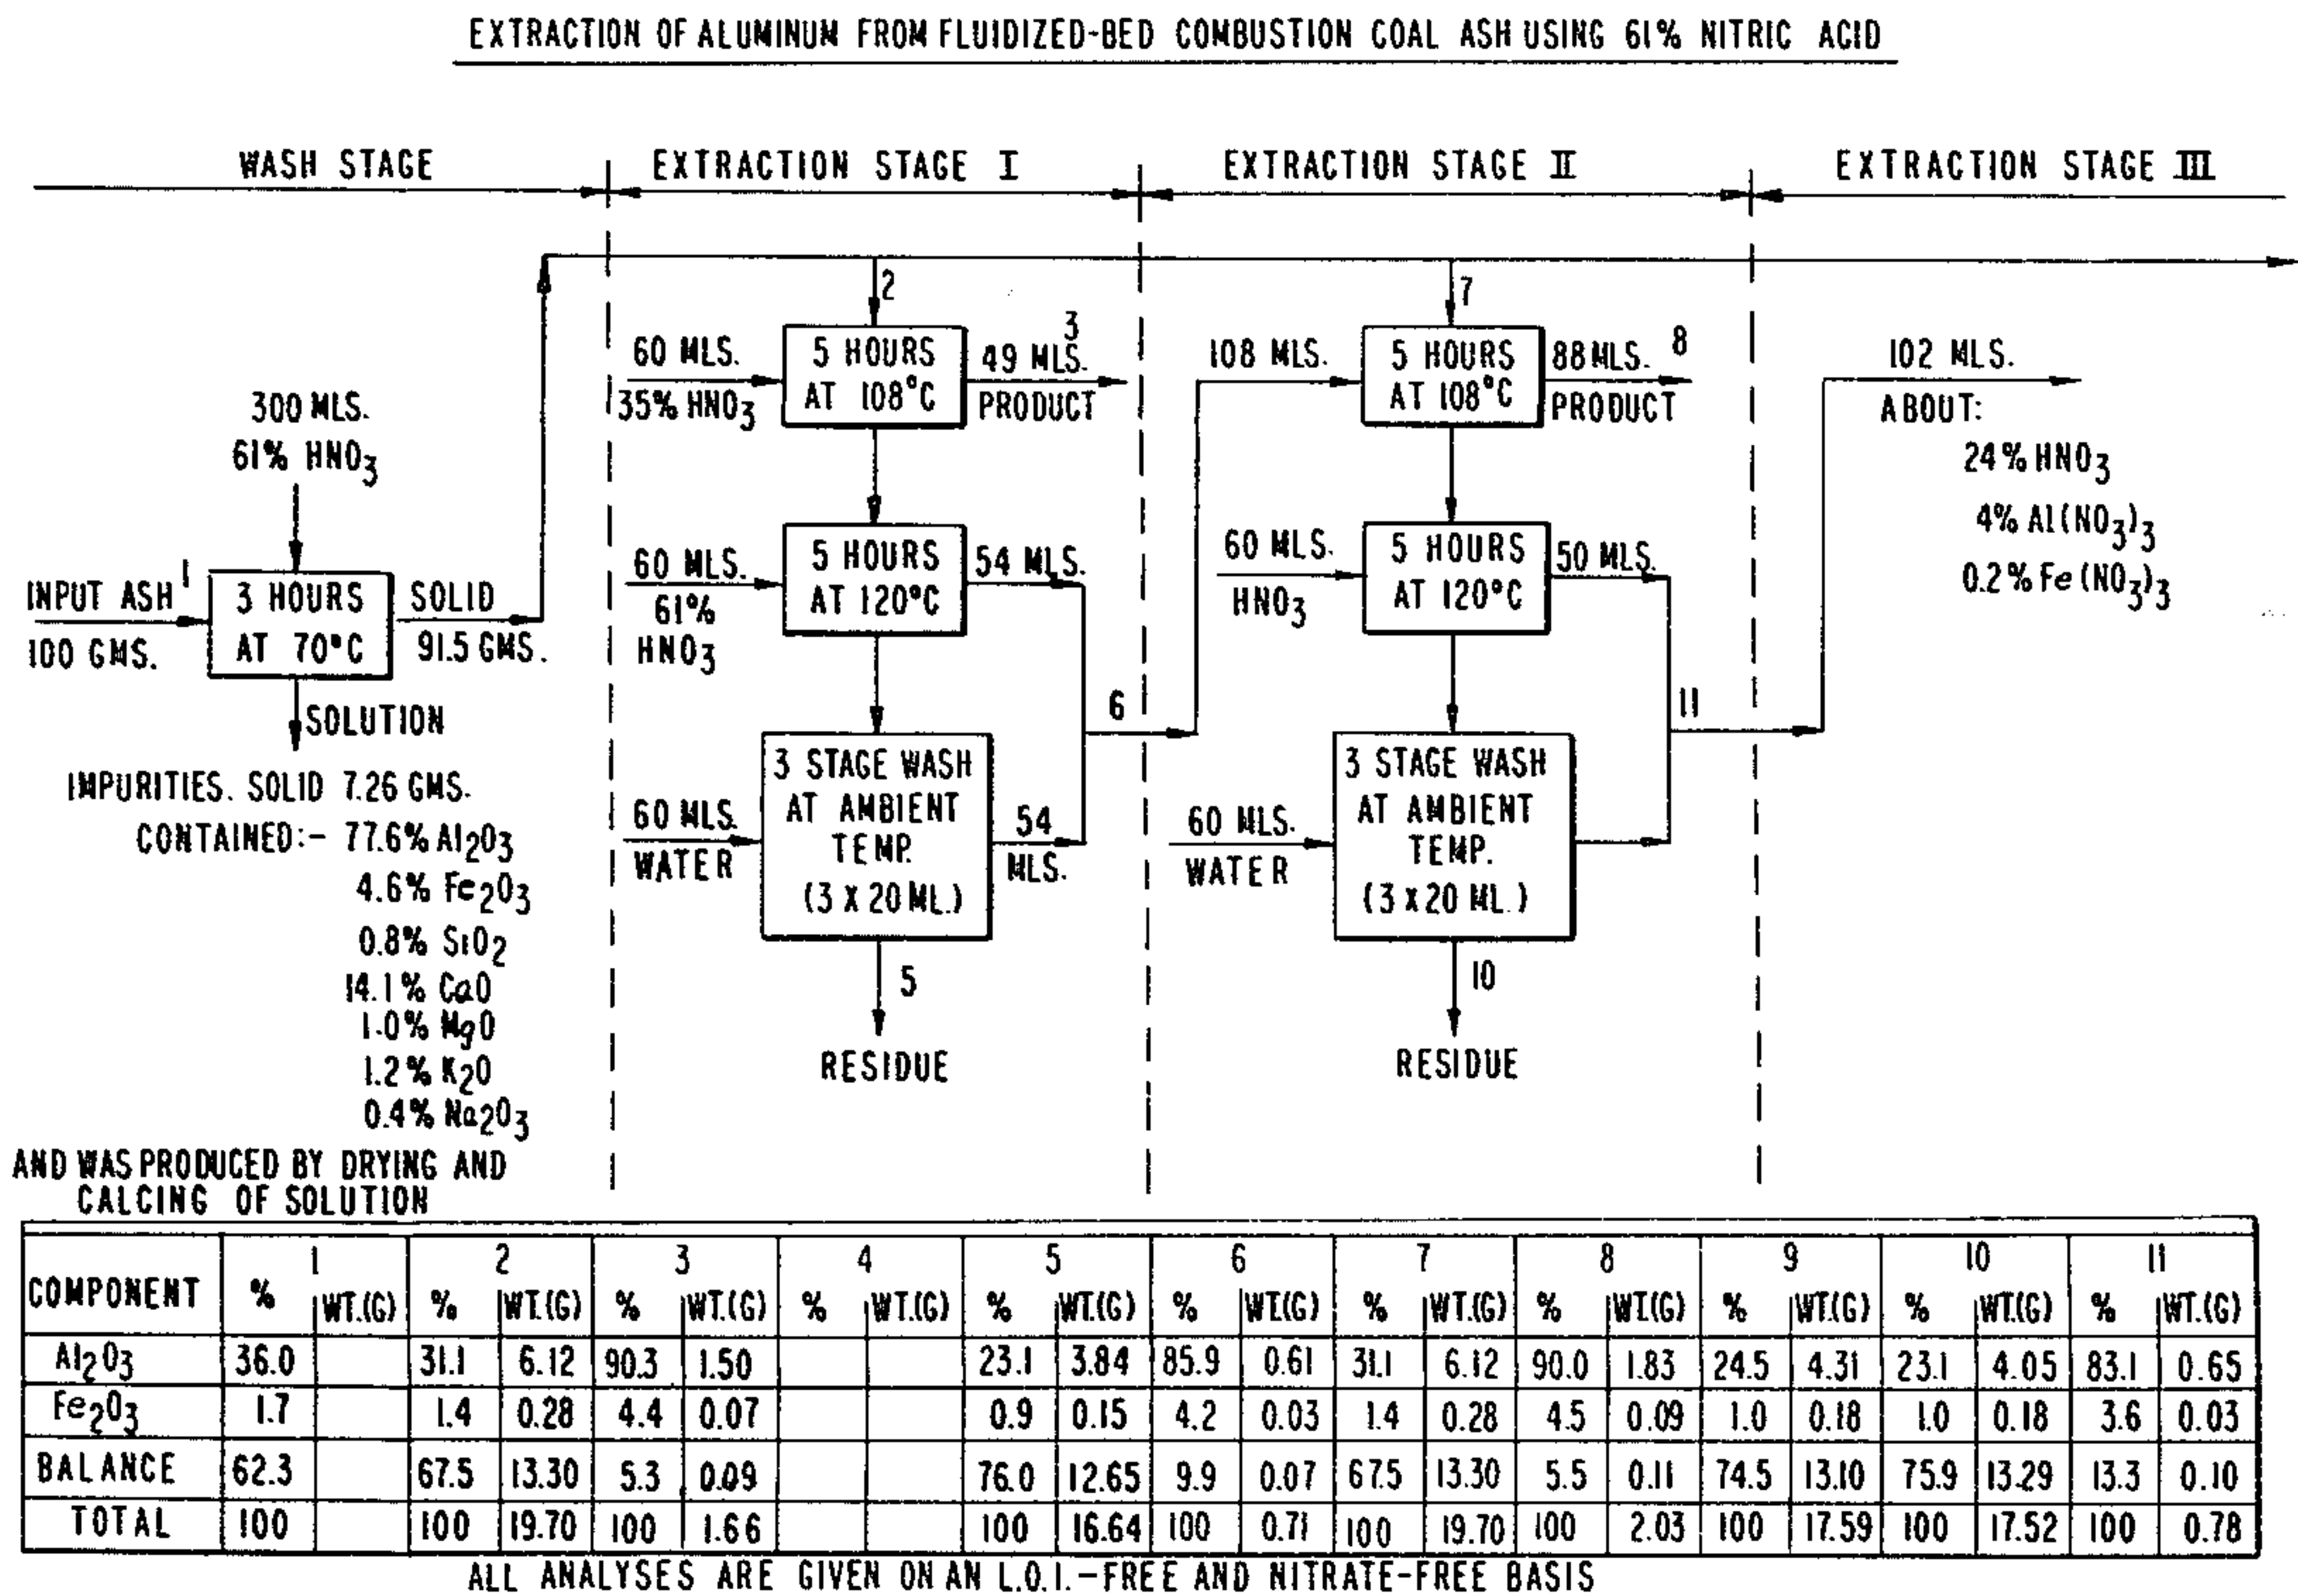 EXTRACTION OF ALUMINUM FROM FLUIDIZED-BED COMBUSTION COAL ASH USING 61% NITRIC ACID
WASH STAGE
EXTRACTION STAGE I
EXTRACTION STAGE II
EXTRACTION STAGE III
300 MLS.
61% HNO3
INPUT ASH 1
100 GMS.
3 HOURS
AT 70°C
SOLID
91.5 GMS.
SOLUTION
IMPURITIES. SOLID 7.26 GMS.
CONTAINED:- 77.6% Al2O3
4.6% Fe2O3
0.8% SiO2
14.1% CaO
1.0% MgO
1.2% K2O
0.4% Na2O3
AND WAS PRODUCED BY DRYING AND
CALCING OF SOLUTION
2
60 MLS.
35% HNO3
5 HOURS
AT 108°C
3
49 MLS.
PRODUCT
60 MLS.
61%
HNO3
5 HOURS
AT 120°C
54 MLS.
60 MLS.
WATER
3 STAGE WASH
AT AMBIENT
TEMP.
(3 X 20 ML.)
54
MLS.
6
5
RESIDUE
7
108 MLS.
5 HOURS
AT 108°C
88 MLS. 8
PRODUCT
60 MLS.
HNO3
5 HOURS
AT 120°C
50 MLS.
60 MLS.
WATER
3 STAGE WASH
AT AMBIENT
TEMP.
(3 X 20 ML.)
11
10
RESIDUE
102 MLS.
ABOUT:
24% HNO3
4% Al(NO3)3
0.2% Fe(NO3)3
COMPONENT 1 2 3 4 5 6 7 8 9 10 11
% WT.(G) % WT.(G) % WT.(G) % WT.(G) % WT.(G) % WT.(G) % WT.(G) % WT.(G) % WT.(G) % WT.(G) % WT.(G)
Al2O3 36.0 31.1 6.12 90.3 1.50 23.1 3.84 85.9 0.61 31.1 6.12 90.0 1.83 24.5 4.31 23.1 4.05 83.1 0.65
Fe2O3 1.7 1.4 0.28 4.4 0.07 0.9 0.15 4.2 0.03 1.4 0.28 4.5 0.09 1.0 0.18 1.0 0.18 3.6 0.03
BALANCE 62.3 67.5 13.30 5.3 0.09 76.0 12.65 9.9 0.07 67.5 13.30 5.5 0.11 74.5 13.10 75.9 13.29 13.3 0.10
TOTAL 100 100 19.70 100 1.66 100 16.64 100 0.71 100 19.70 100 2.03 100 17.59 100 17.52 100 0.78
ALL ANALYSES ARE GIVEN ON AN L.O.I.-FREE AND NITRATE-FREE BASIS